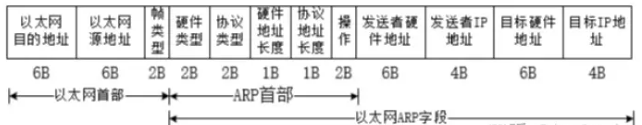 以太网目的地址
以太网源地址
帧类型
硬件类型
协议类型
硬件地址长度
协议地址长度
操作
发送者硬件地址
发送者IP地址
目标硬件地址
目标IP地址
6B 6B 2B 2B 2B 1B 1B 2B 6B 4B 6B 4B
以太网首部 ARP首部
以太网ARP字段